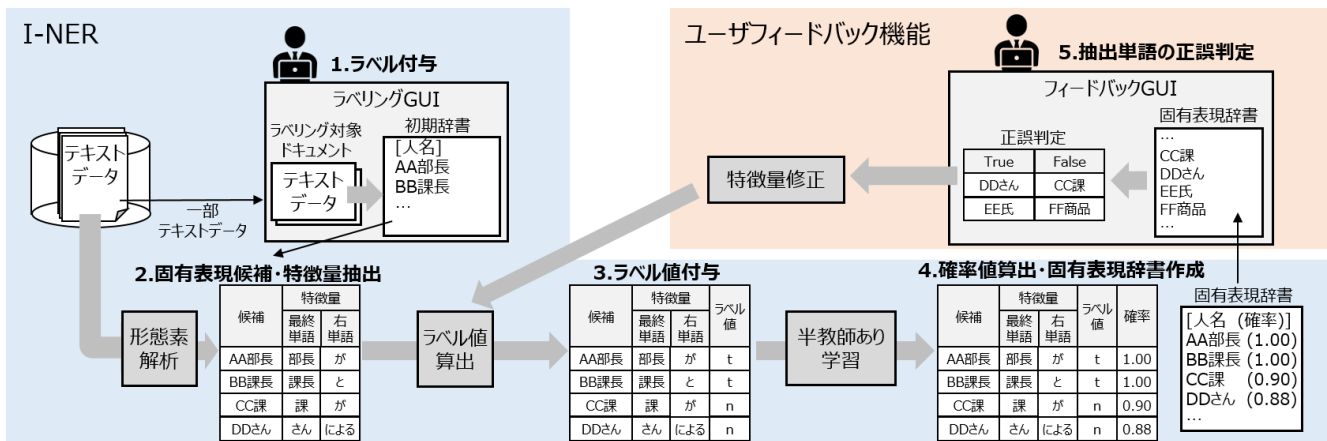 I-NER
1.ラベル付与
ラベリングGUI
ラベリング対象
ドキュメント
テキスト
データ
初期辞書
[人名]
AA部長
BB課長
…
テキスト
データ
一部
テキストデータ
ユーザフィードバック機能
5.抽出単語の正誤判定
フィードバックGUI
固有表現辞書
…
CC課
DDさん
EE氏
FF商品
…
正誤判定
True False
DDさん CC課
EE氏 FF商品
特徴量修正
2.固有表現候補・特徴量抽出
形態素
解析
候補 特徴量
最終単語 右単語
AA部長 部長 が
BB課長 課長 と
CC課 課 が
DDさん さん による
ラベル値
算出
3.ラベル値付与
候補 特徴量 ラベル値
最終単語 右単語
AA部長 部長 が t
BB課長 課長 と t
CC課 課 が n
DDさん さん による n
半教師あり
学習
4.確率値算出・固有表現辞書作成
候補 特徴量 ラベル値 確率
最終単語 右単語
AA部長 部長 が t 1.00
BB課長 課長 と t 1.00
CC課 課 が n 0.90
DDさん さん による n 0.88
固有表現辞書
[人名 (確率)]
AA部長 (1.00)
BB課長 (1.00)
CC課 (0.90)
DDさん (0.88)
…